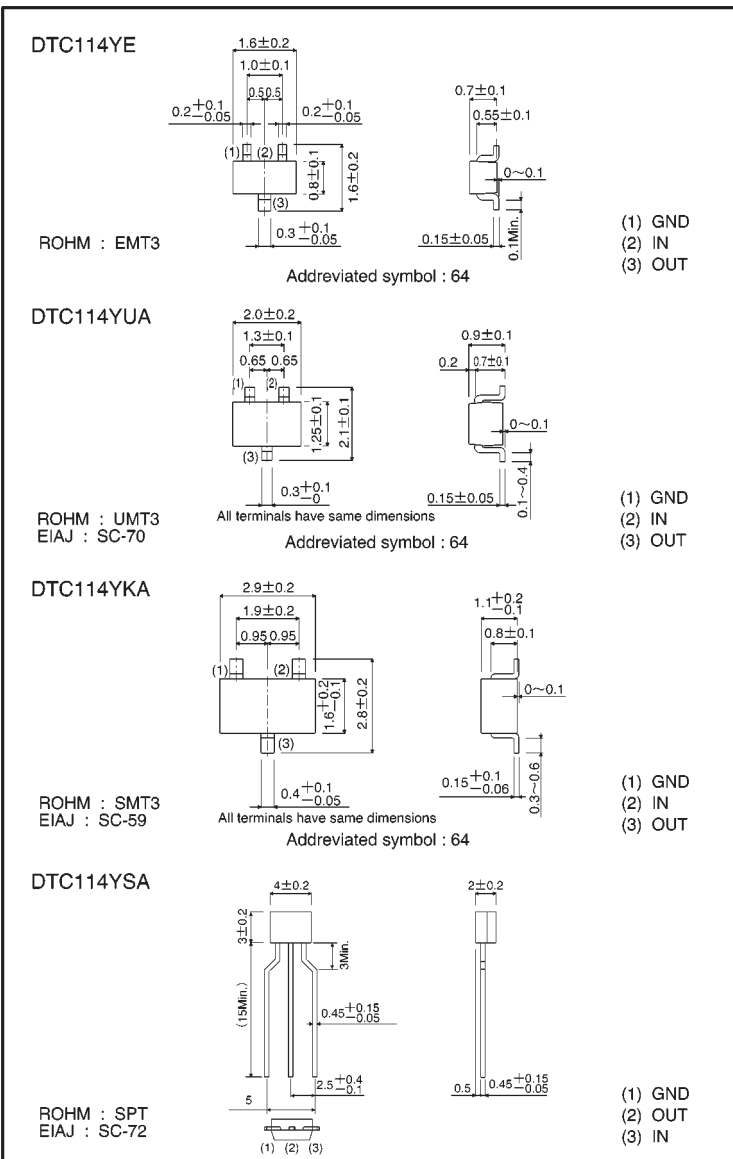 DTC114YE
1.6±0.2
1.0±0.1
0.5 0.5
0.2+0.1−0.05
0.2+0.1−0.05
(1) (2)
(3)
0.8±0.1
1.6±0.2
0.3+0.1−0.05
0.7±0.1
0.55±0.1
0~0.1
0.15±0.05
0.1Min.
ROHM : EMT3
Addreviated symbol : 64
(1) GND
(2) IN
(3) OUT
DTC114YUA
2.0±0.2
1.3±0.1
0.65 0.65
(1) (2)
(3)
1.25±0.1
2.1±0.1
0.3+0.1−0
0.9±0.1
0.2 0.7±0.1
0~0.1
0.15±0.05
0.1~0.4
All terminals have same dimensions
ROHM : UMT3
EIAJ : SC-70
Addreviated symbol : 64
(1) GND
(2) IN
(3) OUT
DTC114YKA
2.9±0.2
1.9±0.2
0.95 0.95
(1) (2)
(3)
1.6+0.2−0.1
2.8±0.2
0.4+0.1−0.05
1.1+0.2−0.1
0.8±0.1
0~0.1
0.15+0.1−0.06
0.3~0.6
All terminals have same dimensions
ROHM : SMT3
EIAJ : SC-59
Addreviated symbol : 64
(1) GND
(2) IN
(3) OUT
DTC114YSA
4±0.2
2±0.2
3±0.2
3Min.
(15Min.)
0.45+0.15−0.05
2.5+0.4−0.1
5
0.5
0.45+0.15−0.05
(1) (2) (3)
ROHM : SPT
EIAJ : SC-72
(1) GND
(2) OUT
(3) IN